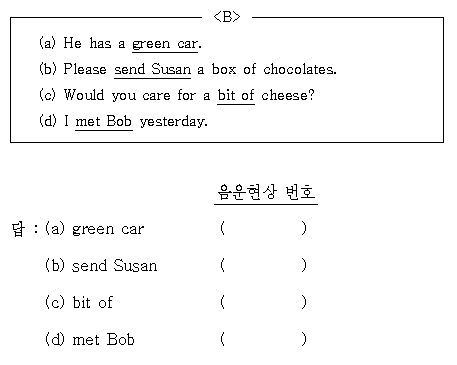 <B>
(a) He has a green car.
(b) Please send Susan a box of chocolates.
(c) Would you care for a bit of cheese?
(d) I met Bob yesterday.
음운현상 번호
답 : (a) green car ( )
(b) send Susan ( )
(c) bit of ( )
(d) met Bob ( )